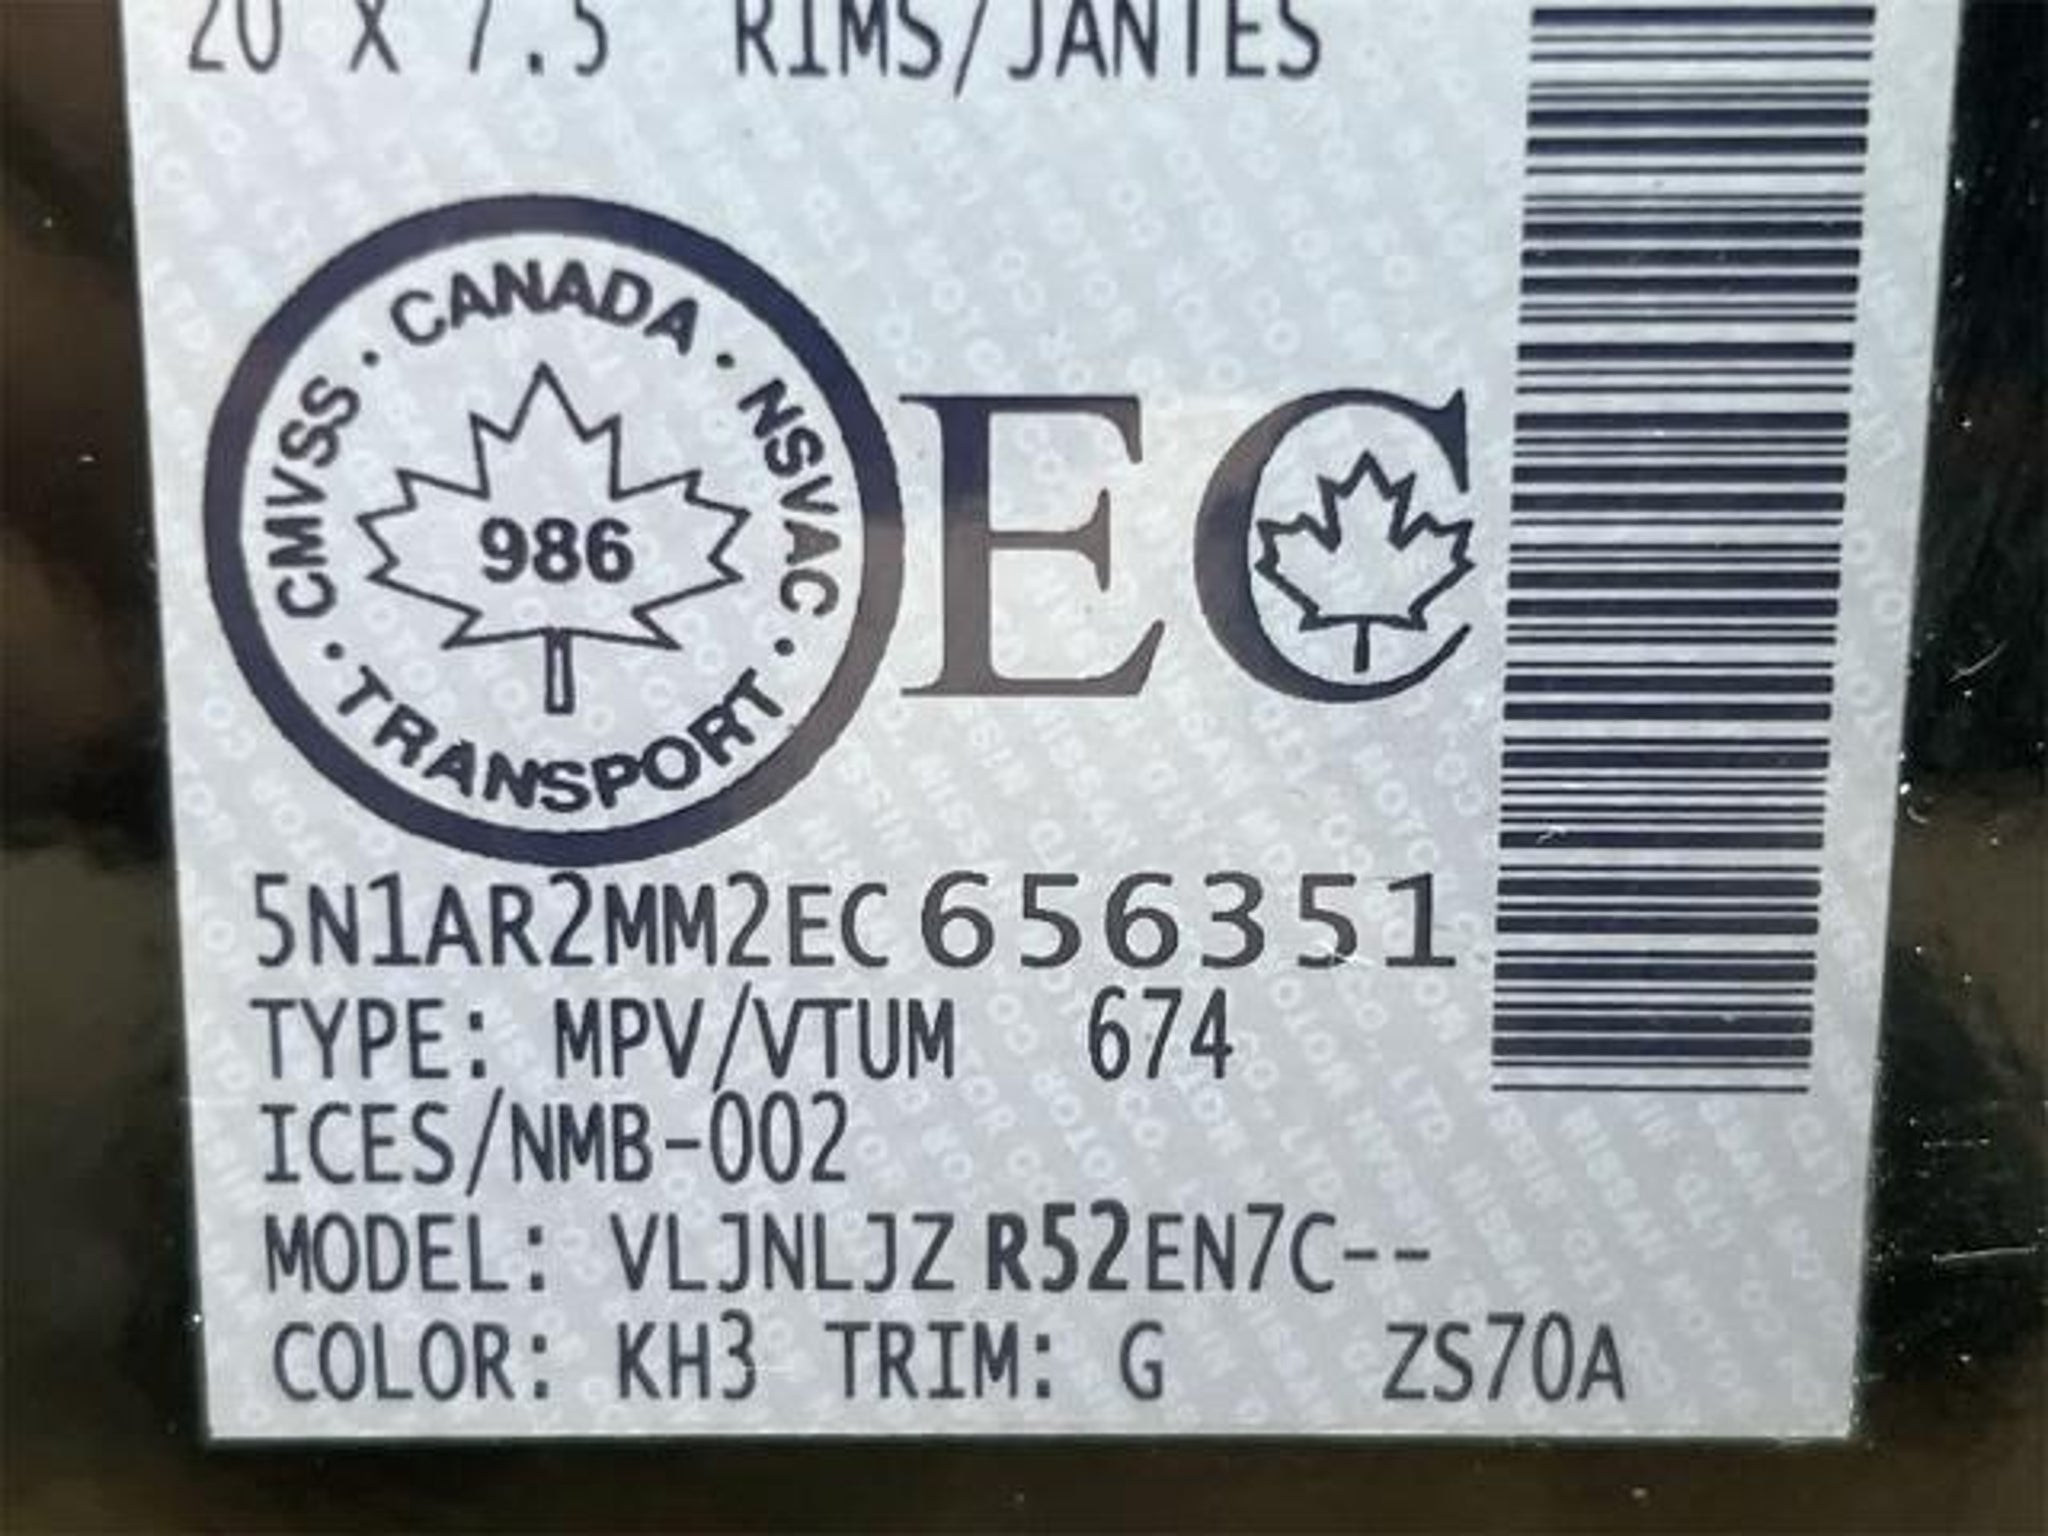 20 X 7.5 RIMS/JANTES
· CANADA ·
CMVSS
NSVAC
986
· TRANSPORT ·
EC
5N1AR2MM2EC656351
TYPE: MPV/VTUM 674
ICES/NMB-002
MODEL: VLJNLJZ R52EN7C--
COLOR: KH3 TRIM: G ZS70A